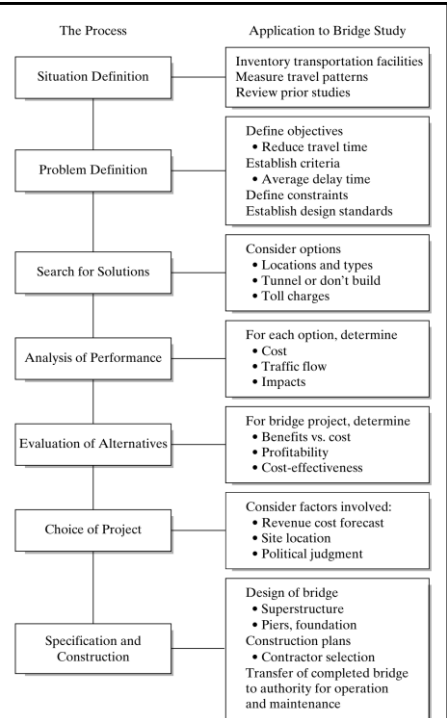 The Process
Application to Bridge Study
Situation Definition
Inventory transportation facilities
Measure travel patterns
Review prior studies
Problem Definition
Define objectives
• Reduce travel time
Establish criteria
• Average delay time
Define constraints
Establish design standards
Search for Solutions
Consider options
• Locations and types
• Tunnel or don't build
• Toll charges
Analysis of Performance
For each option, determine
• Cost
• Traffic flow
• Impacts
Evaluation of Alternatives
For bridge project, determine
• Benefits vs. cost
• Profitability
• Cost-effectiveness
Choice of Project
Consider factors involved:
• Revenue cost forecast
• Site location
• Political judgment
Specification and
Construction
Design of bridge
• Superstructure
• Piers, foundation
Construction plans
• Contractor selection
Transfer of completed bridge
to authority for operation
and maintenance